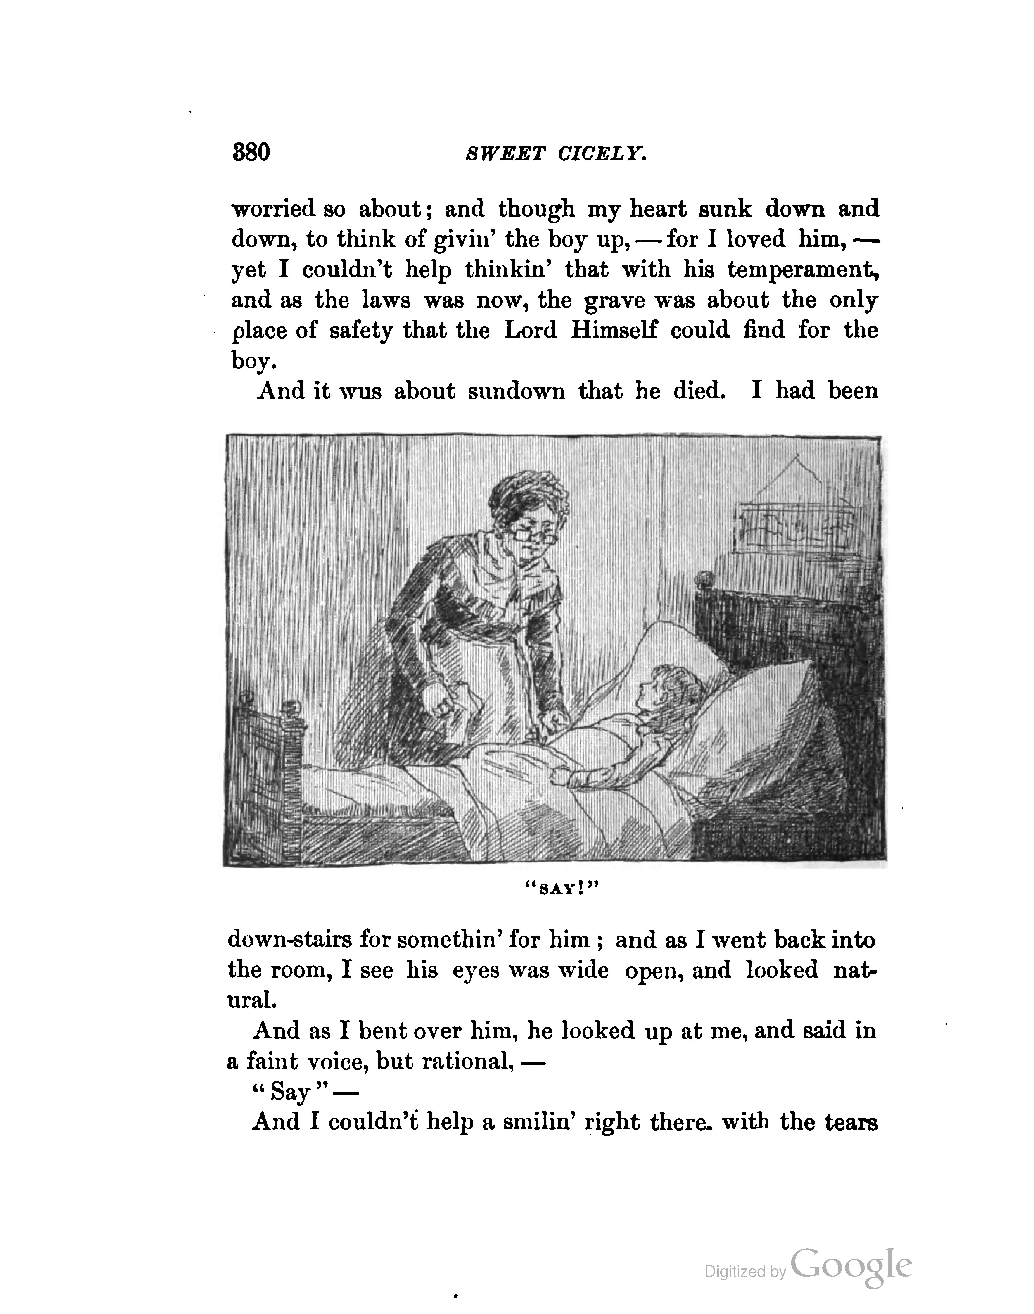 380
SWEET CICELY.
worried so about; and though my heart sunk down and
down, to think of givin' the boy up, — for I loved him, —
yet I couldn't help thinkin' that with his temperament,
and as the laws was now, the grave was about the only
place of safety that the Lord Himself could find for the
boy.
And it wus about sundown that he died. I had been
"SAY!"
down-stairs for somethin' for him; and as I went back into
the room, I see his eyes was wide open, and looked nat-
ural.
And as I bent over him, he looked up at me, and said in
a faint voice, but rational, —
"Say" —
And I couldn't help a smilin' right there. with the tears
Digitized by Google